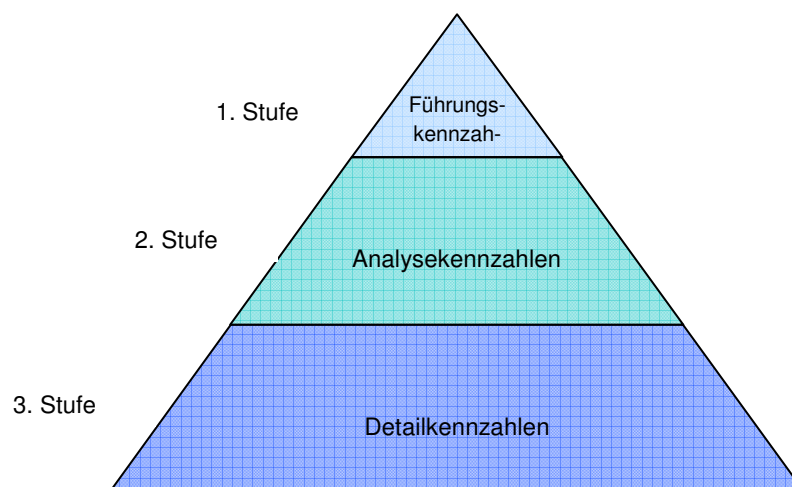 1. Stufe
Führungs-
kennzah-
2. Stufe
Analysekennzahlen
3. Stufe
Detailkennzahlen